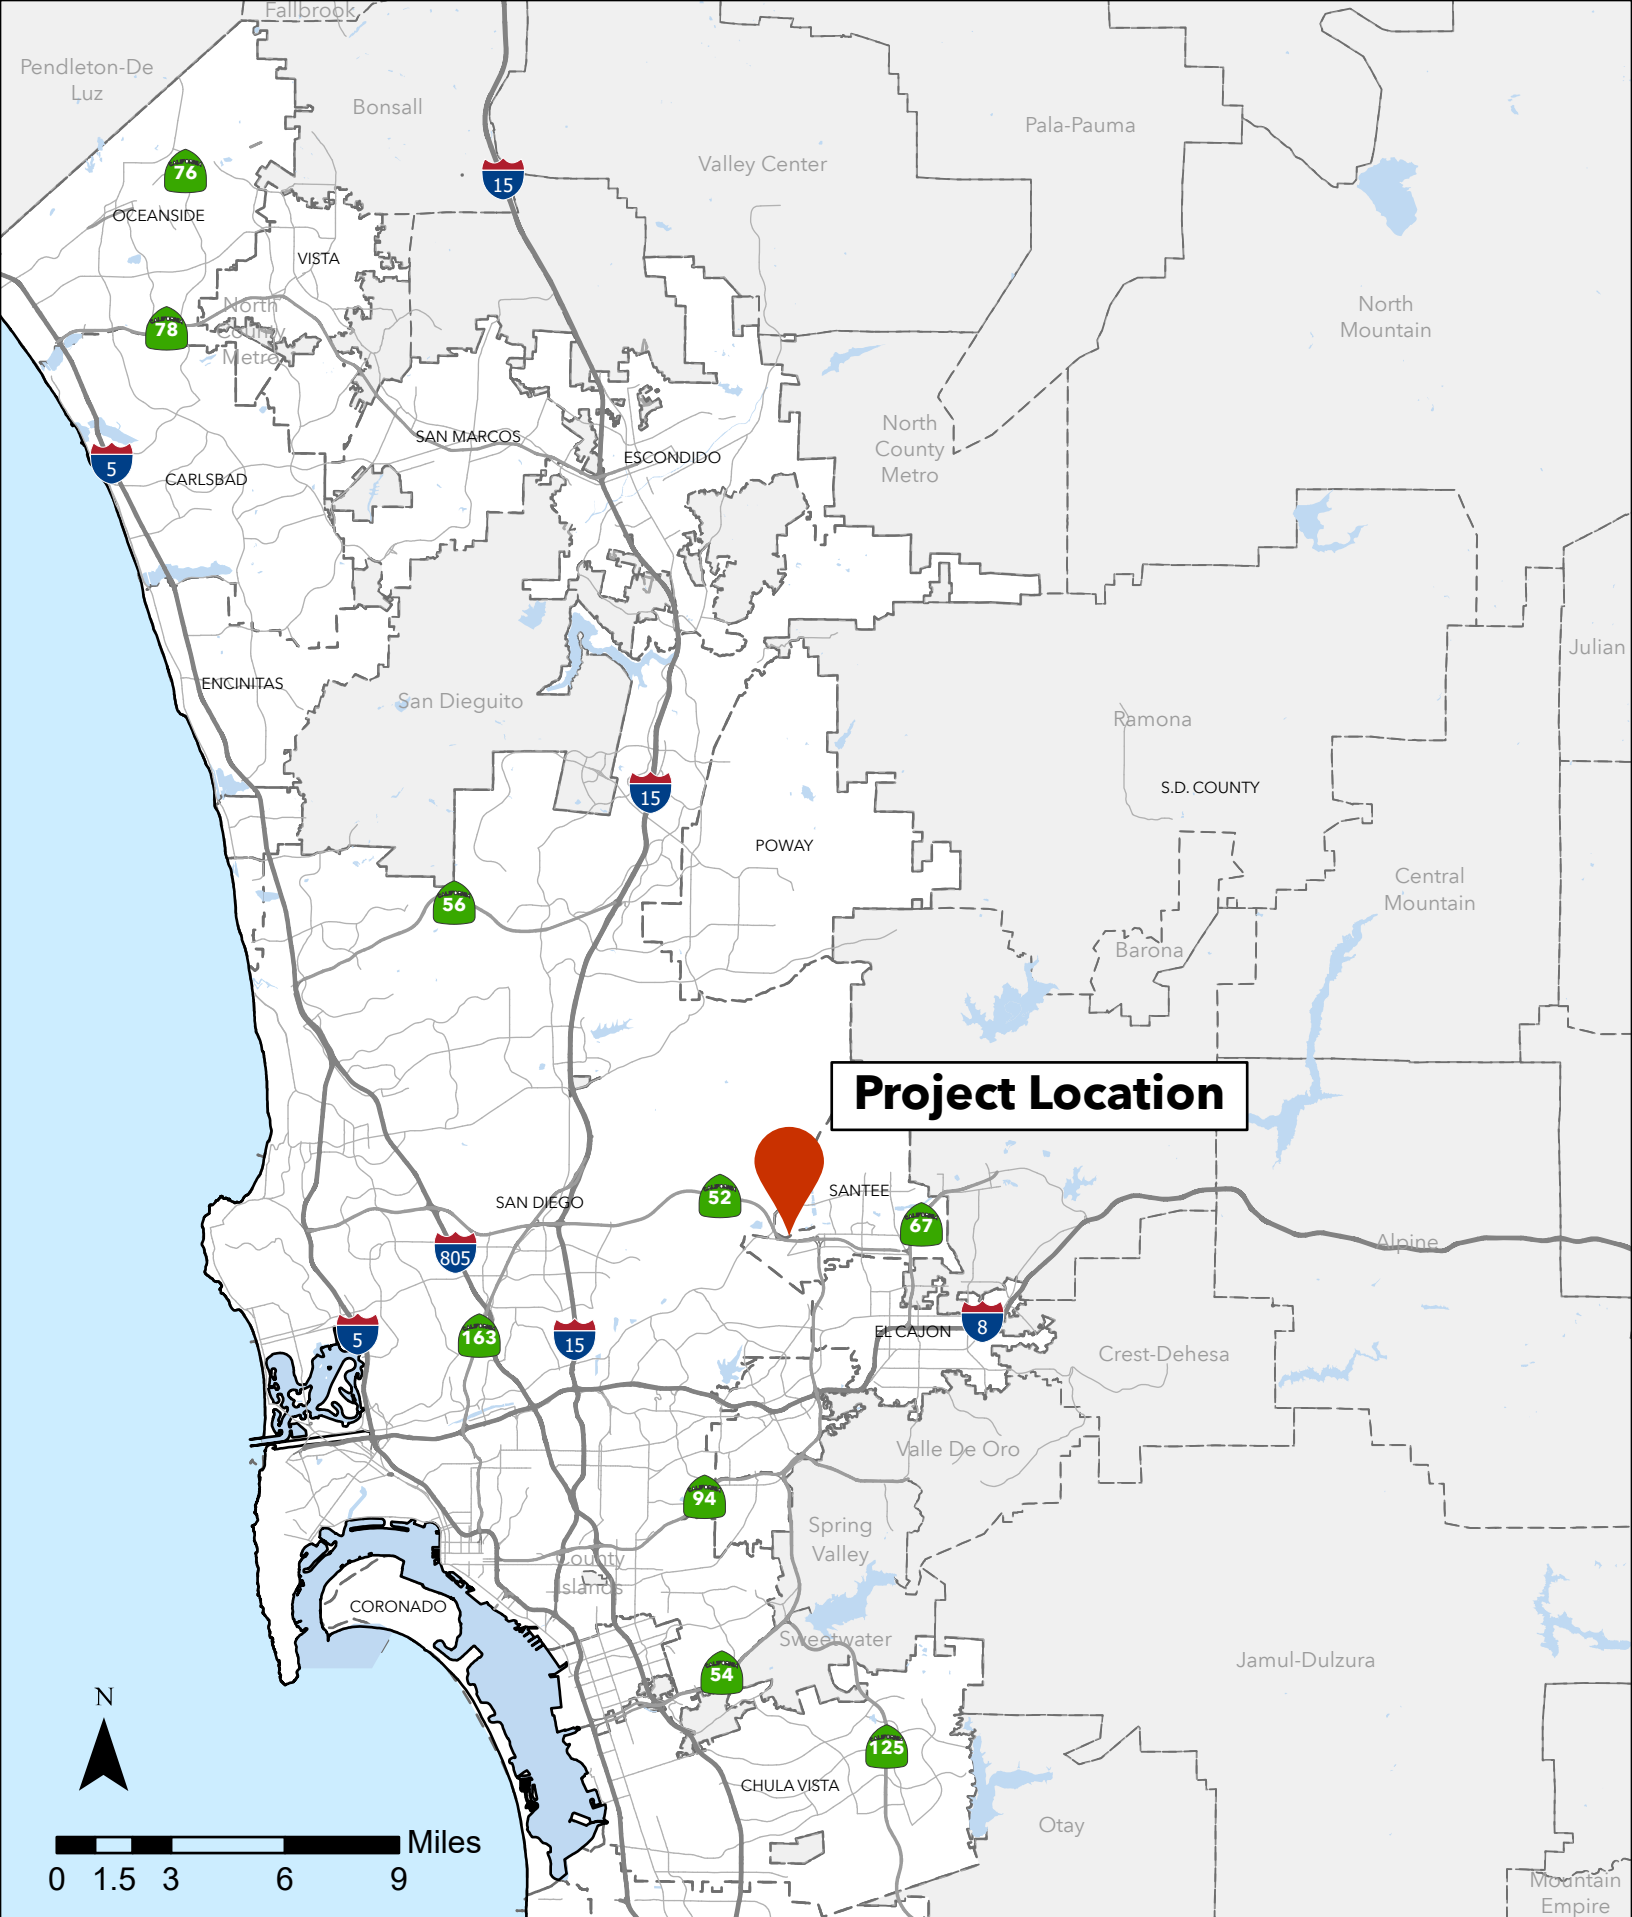 Fallbrook
Pendleton-De
Luz
Bonsall
Pala-Pauma
Valley Center
76
15
OCEANSIDE
VISTA
North
County
Metro
78
North
Mountain
North
County
Metro
SAN MARCOS
ESCONDIDO
5
CARLSBAD
Julian
ENCINITAS
San Dieguito
Ramona
S.D. COUNTY
15
POWAY
56
Central
Mountain
Barona
Project Location
52
SANTEE
SAN DIEGO
67
805
Alpine
5
163
15
EL CAJON
8
Crest-Dehesa
Valle De Oro
94
Spring
Valley
County
Islands
CORONADO
Sweetwater
54
Jamul-Dulzura
N
125
CHULA VISTA
Otay
Miles
0 1.5 3 6 9
Mountain
Empire